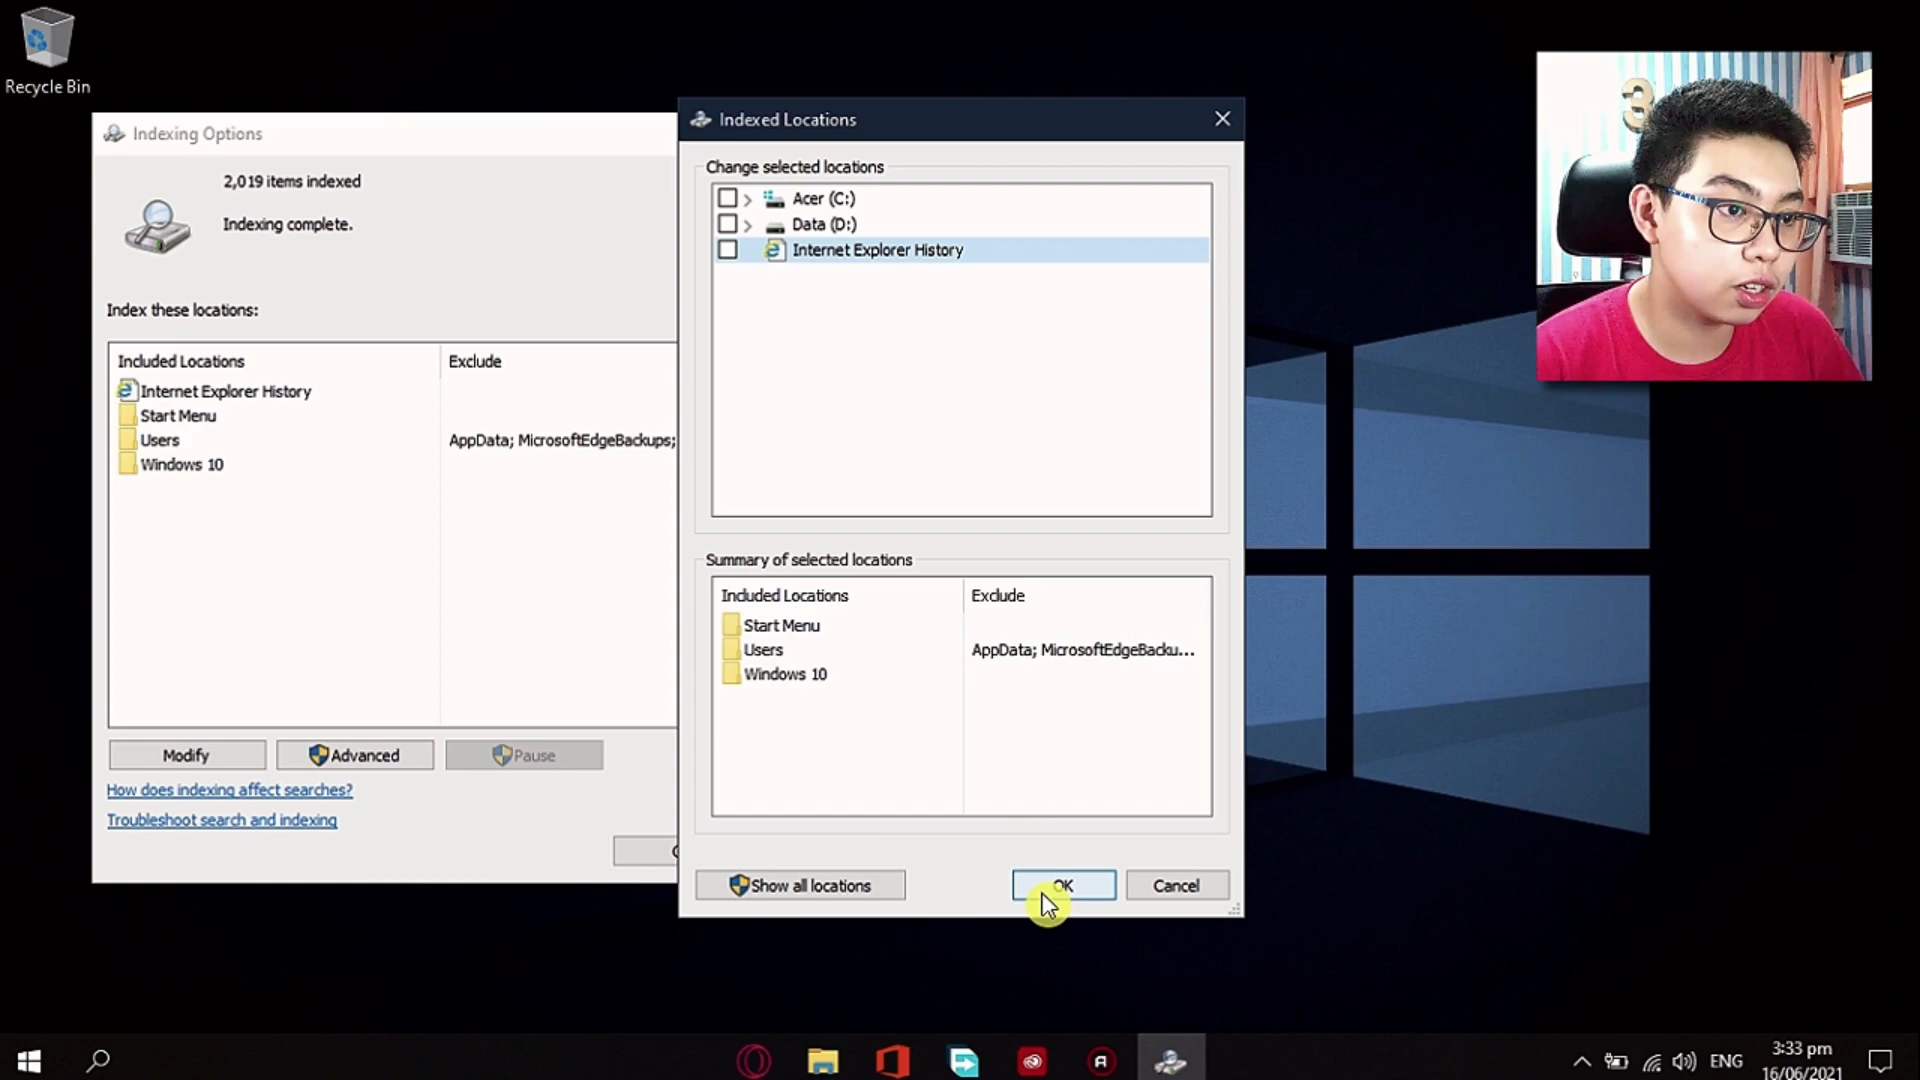 Recycle Bin
Indexing Options
2,019 items indexed
Indexing complete.
Index these locations:
Included Locations
Exclude
Internet Explorer History
Start Menu
Users
AppData; MicrosoftEdgeBackups;
Windows 10
Modify
Advanced
Pause
How does indexing affect searches?
Troubleshoot search and indexing
Indexed Locations
Change selected locations
Acer (C:)
Data (D:)
Internet Explorer History
Summary of selected locations
Included Locations
Exclude
Start Menu
Users
AppData; MicrosoftEdgeBacku...
Windows 10
Show all locations
OK
Cancel
3
ENG
3:33 pm
16/06/2021